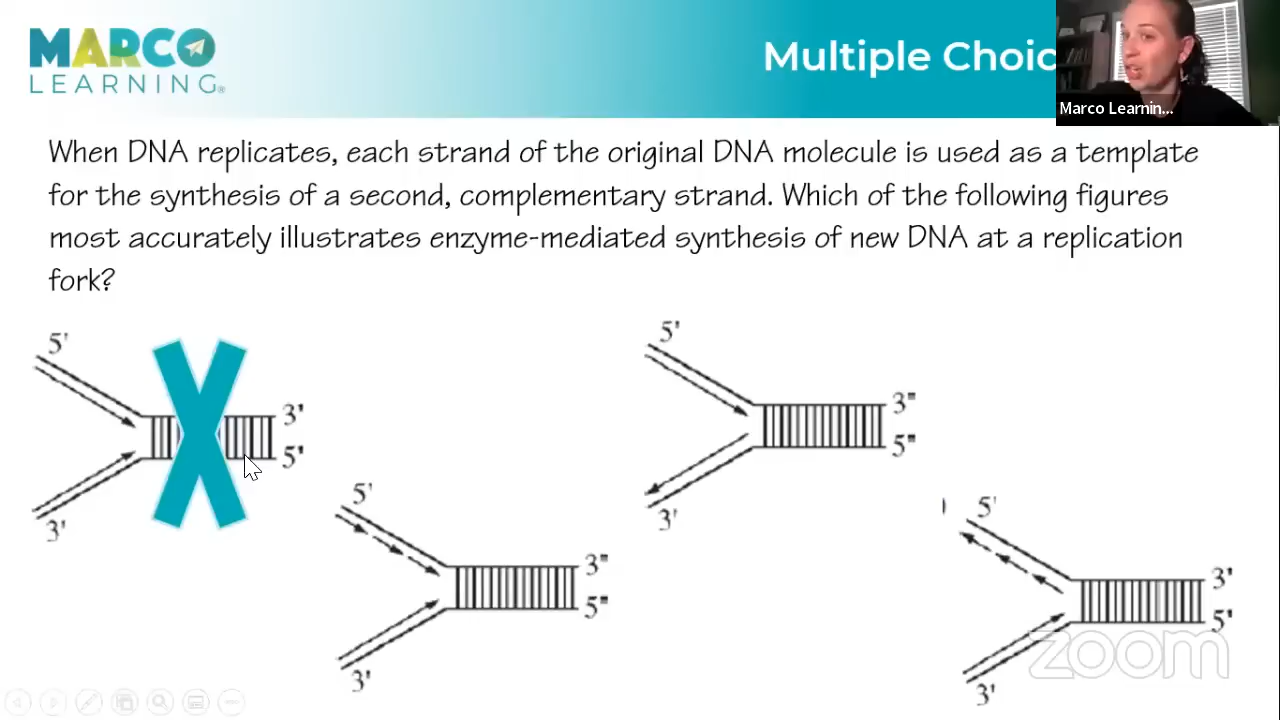 MARCO
LEARNING®
Multiple Choic
Marco Learnin...
When DNA replicates, each strand of the original DNA molecule is used as a template
for the synthesis of a second, complementary strand. Which of the following figures
most accurately illustrates enzyme-mediated synthesis of new DNA at a replication
fork?
5'
3'
5'
3'
5'
3"
5"
3'
5'
3"
5"
3'
5'
3'
5'
3'
zoom